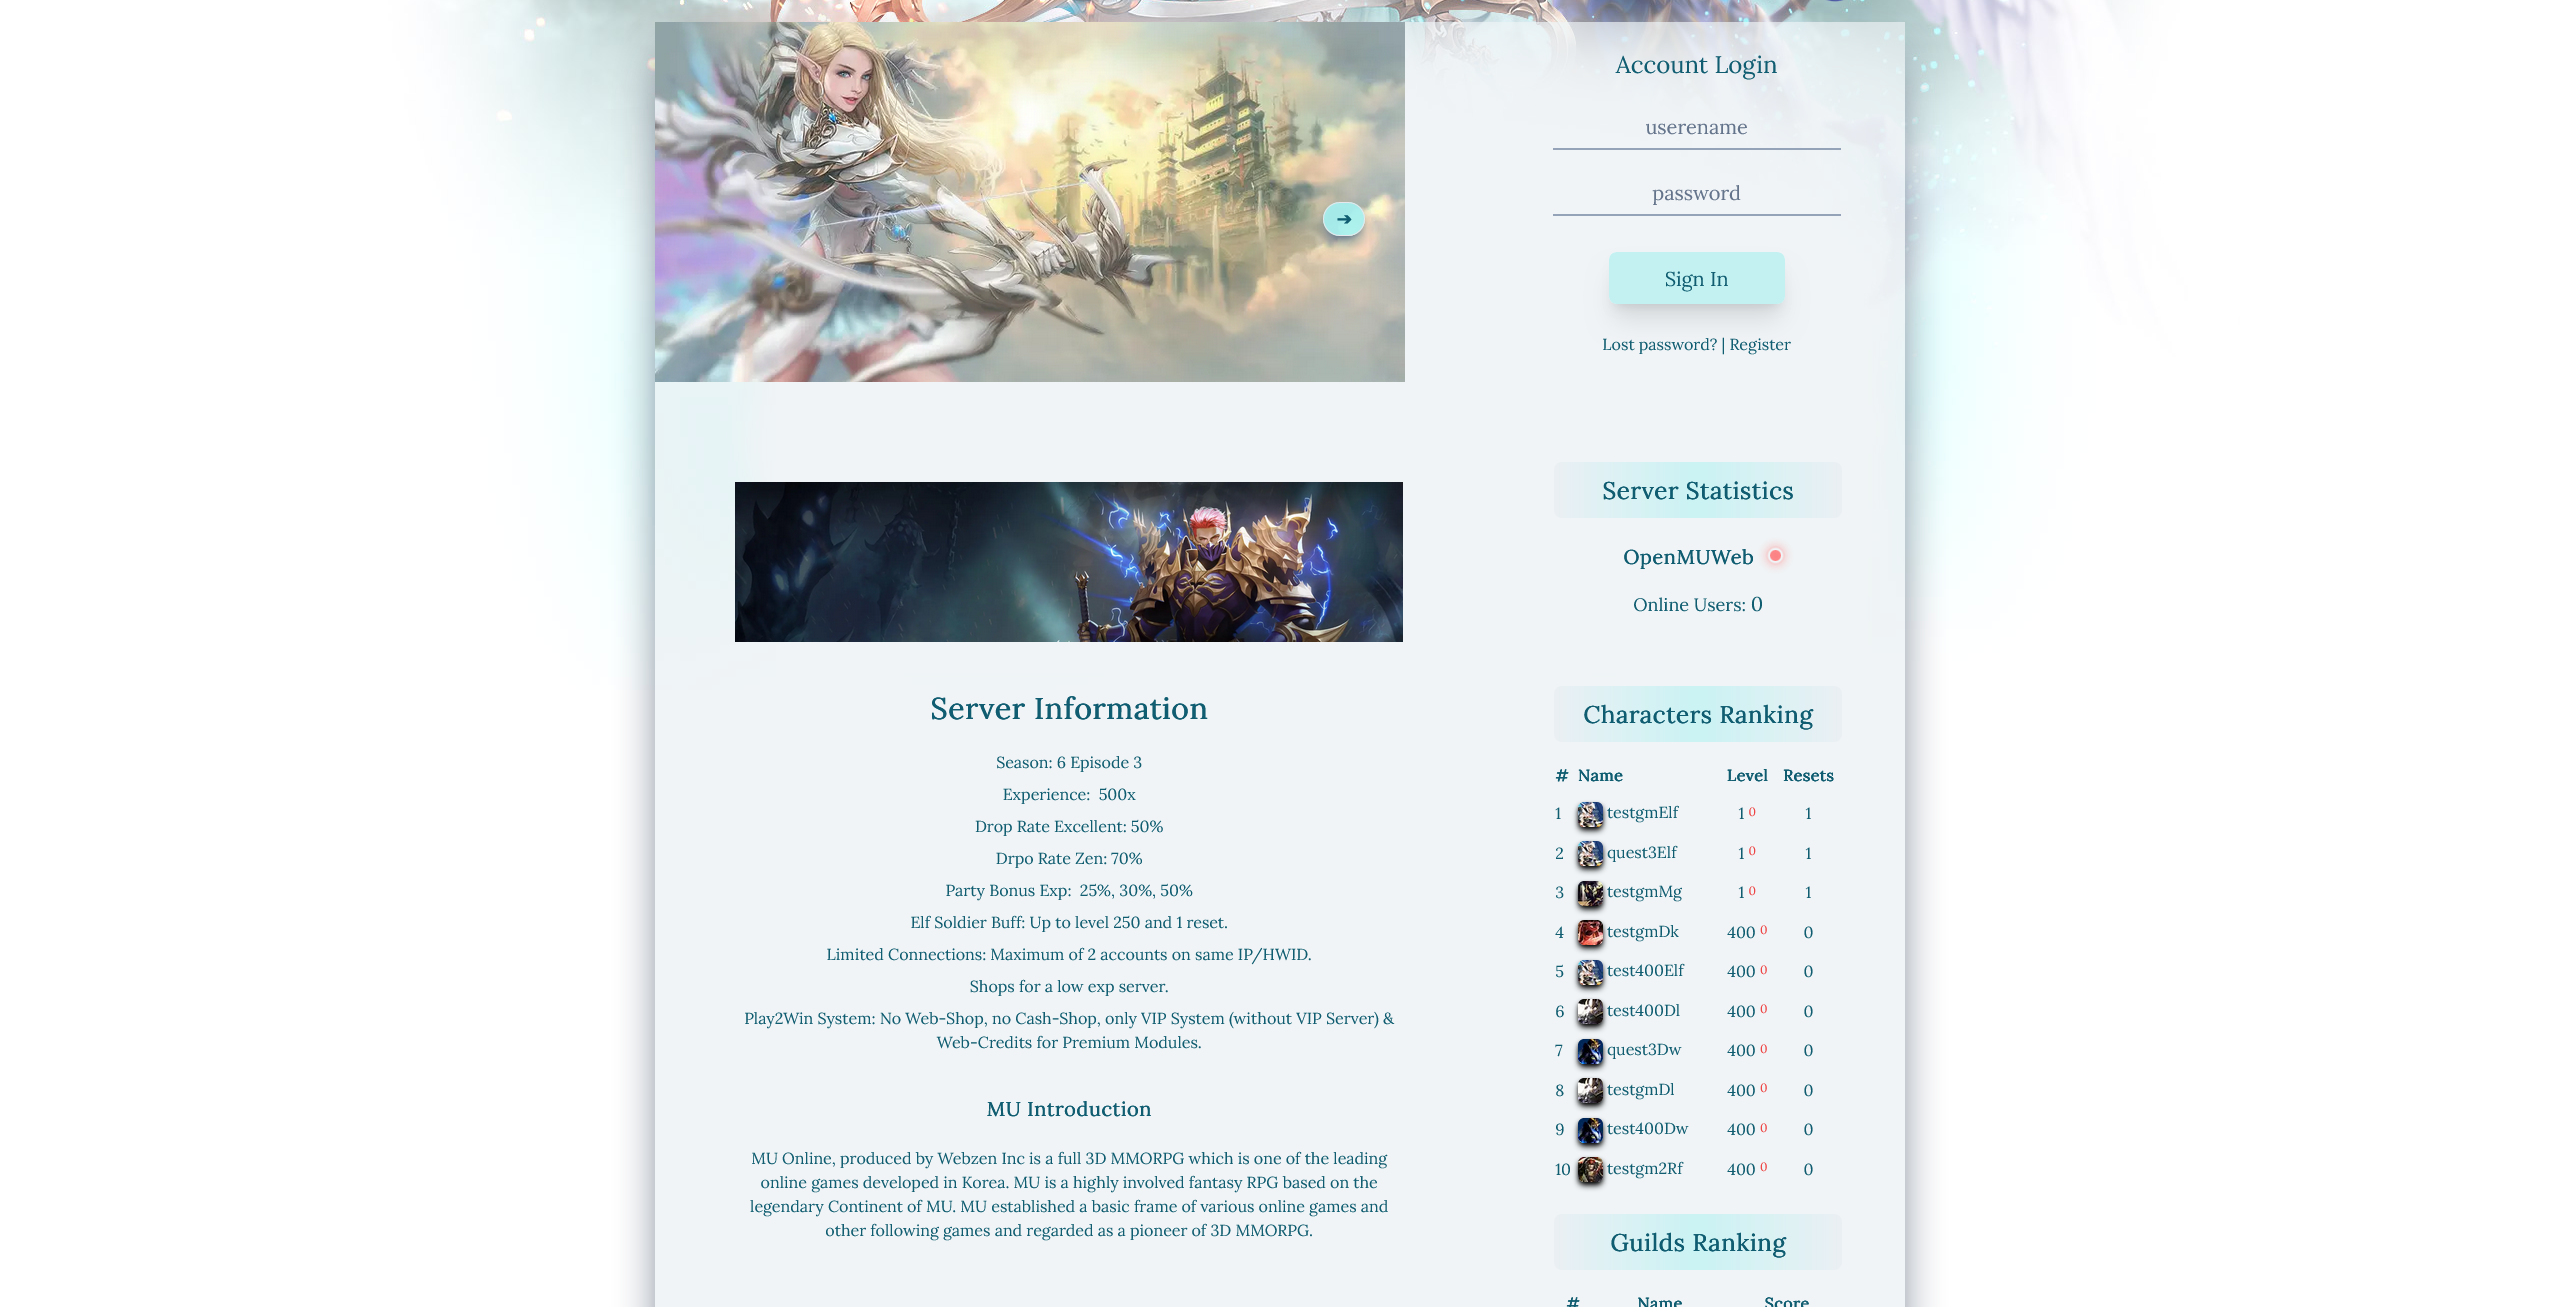 Account Login
userename
password
➔
Sign In
Lost password? | Register
Server Information
Season: 6 Episode 3
Experience:  500x
Drop Rate Excellent: 50%
Drpo Rate Zen: 70%
Party Bonus Exp:  25%, 30%, 50%
Elf Soldier Buff: Up to level 250 and 1 reset.
Limited Connections: Maximum of 2 accounts on same IP/HWID.
Shops for a low exp server.
Play2Win System: No Web-Shop, no Cash-Shop, only VIP System (without VIP Server) &
Web-Credits for Premium Modules.
MU Introduction
MU Online, produced by Webzen Inc is a full 3D MMORPG which is one of the leading
online games developed in Korea. MU is a highly involved fantasy RPG based on the
legendary Continent of MU. MU established a basic frame of various online games and
other following games and regarded as a pioneer of 3D MMORPG.
Server Statistics
OpenMUWeb
Online Users: 0
Characters Ranking
# Name Level Resets
1 testgmElf 1 0 1
2 quest3Elf 1 0 1
3 testgmMg 1 0 1
4 testgmDk 400 0 0
5 test400Elf 400 0 0
6 test400Dl 400 0 0
7 quest3Dw 400 0 0
8 testgmDl 400 0 0
9 test400Dw 400 0 0
10 testgm2Rf 400 0 0
Guilds Ranking
# Name Score